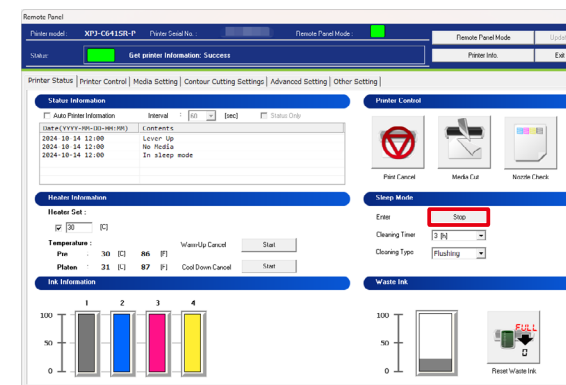 Remote Panel
Printer model : XPJ-C641SR-P Printer Serial No. : Remote Panel Mode :
Remote Panel Mode
Status: Get printer Information: Success
Printer Info. Exit
Printer Status Printer Control Media Setting Contour Cutting Settings Advanced Setting Other Setting
Status Information
Auto Printer Information Interval : 60 [sec] Status Only
Date(YYYY-MM-DD-HH:MM) Contents
2024-10-14 12:00 Lever Up
2024-10-14 12:00 No Media
2024-10-14 12:00 In sleep mode
Printer Control
Print Cancel Media Cut Nozzle Check
Heater Information
Heater Set :
30 [C]
Temperature :
Pre : 30 [C] 86 [F]
Platen : 31 [C] 87 [F]
WarmUp Cancel Start
Cool Down Cancel Start
Sleep Mode
Enter Stop
Cleaning Timer 3 [h]
Cleaning Type Flushing
Ink Information
1 2 3 4
100
50
0
Waste Ink
100
50
0
FULL
0
Reset Waste Ink